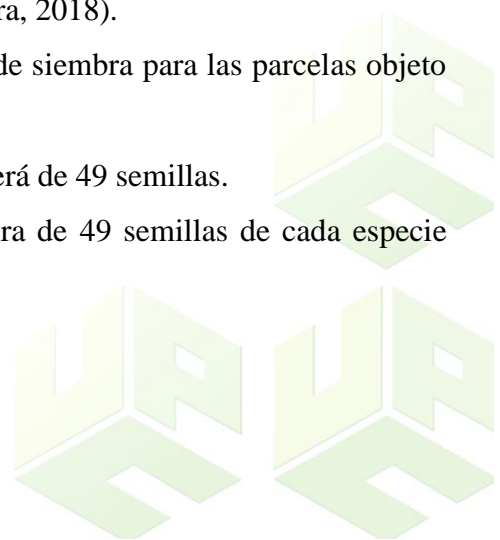 ra, 2018).
de siembra para las parcelas objeto
erá de 49 semillas.
ra de 49 semillas de cada especie